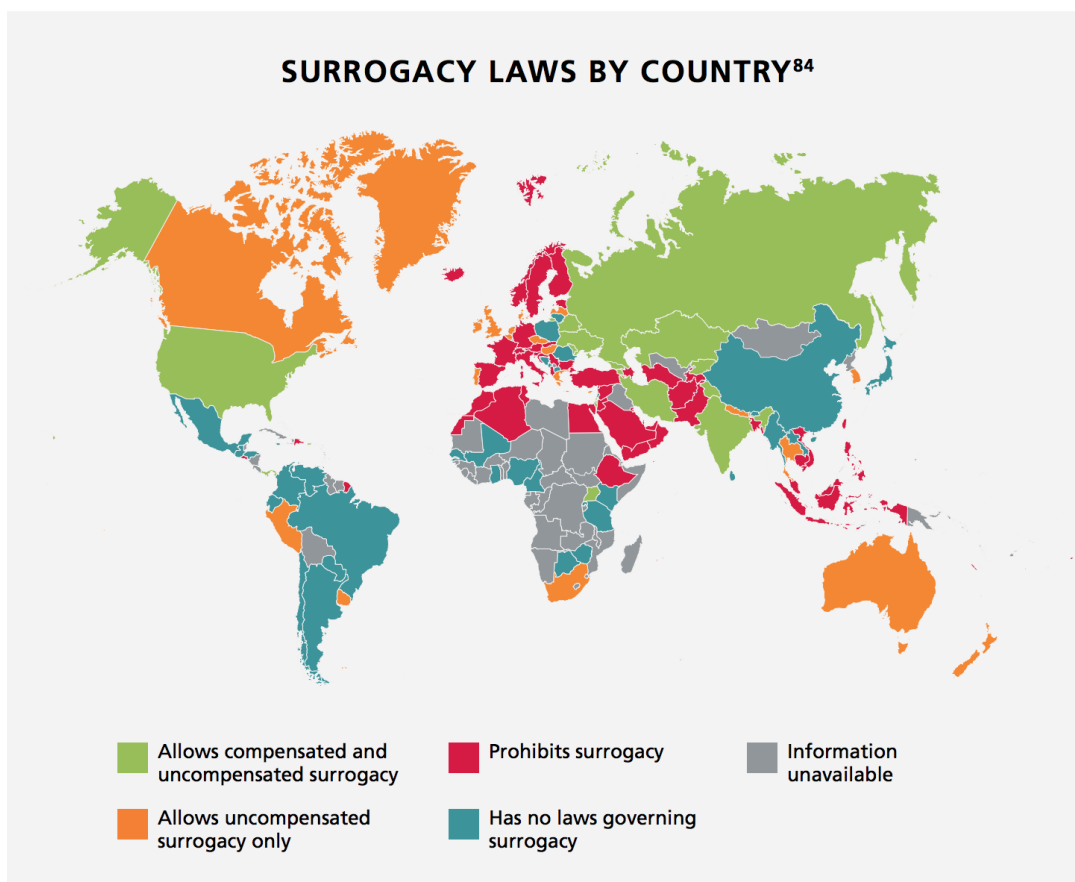 SURROGACY LAWS BY COUNTRY84
Allows compensated and
uncompensated surrogacy
Prohibits surrogacy
Information
unavailable
Allows uncompensated
surrogacy only
Has no laws governing
surrogacy